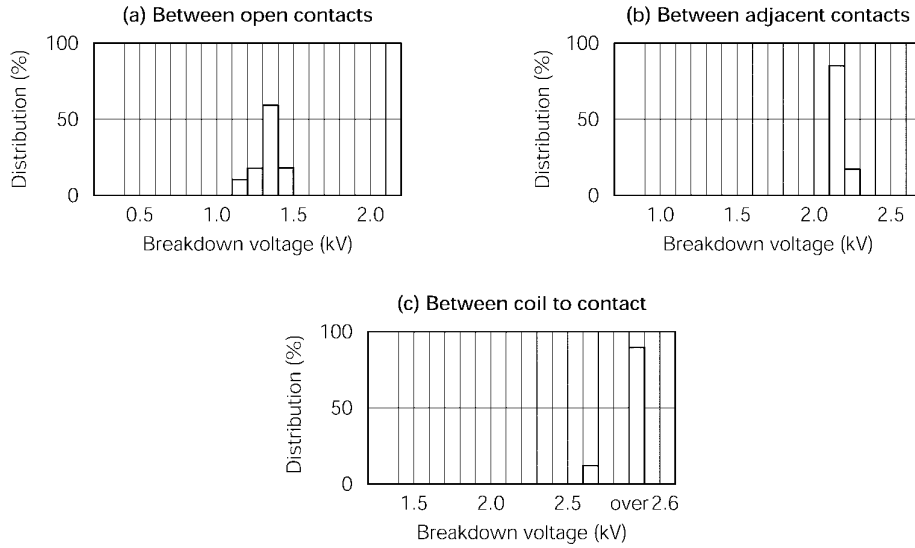 (a) Between open contacts
Distribution (%)
100
50
0
0.5 1.0 1.5 2.0
Breakdown voltage (kV)
(b) Between adjacent contacts
Distribution (%)
100
50
0
1.0 1.5 2.0 2.5
Breakdown voltage (kV)
(c) Between coil to contact
Distribution (%)
100
50
0
1.5 2.0 2.5 over 2.6
Breakdown voltage (kV)